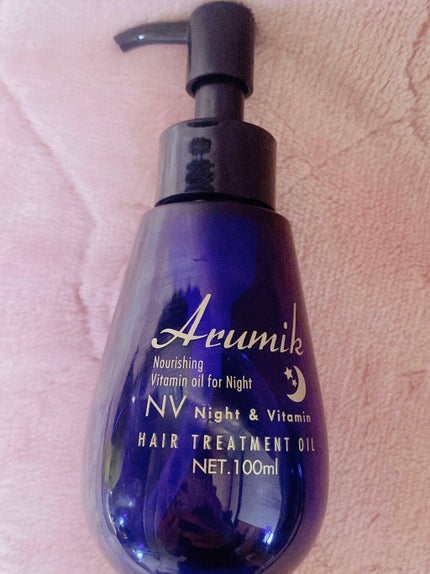 Arumik
Nourishing
Vitamin oil for Night
NV Night & Vitamin
HAIR TREATMENT OIL
NET.100ml